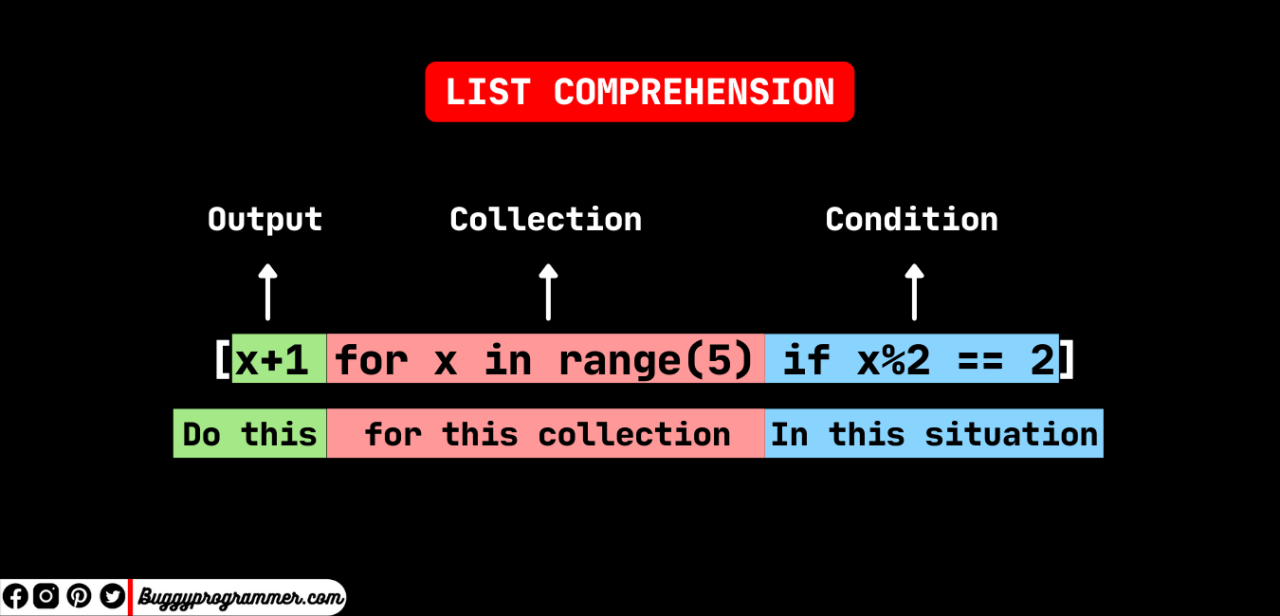 LIST COMPREHENSION
Output Collection Condition
[x+1 for x in range(5) if x%2 == 2]
Do this for this collection In this situation
Buggyprogrammer.com